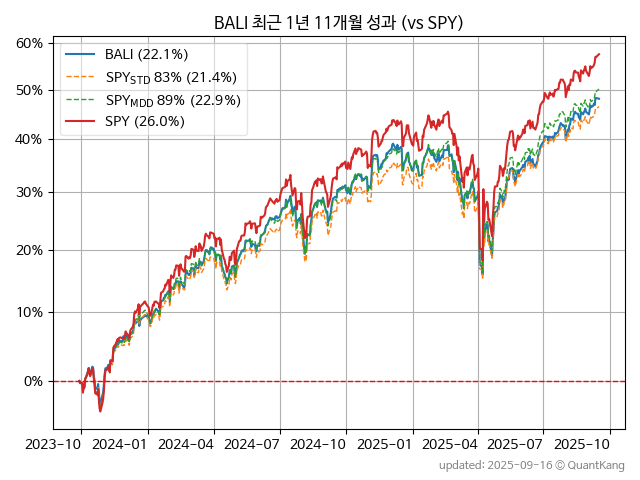 BALI 최근 1년 11개월 성과 (vs SPY)
60%
50%
40%
30%
20%
10%
0%
BALI (22.1%)
SPY_STD 83% (21.4%)
SPY_MDD 89% (22.9%)
SPY (26.0%)
2023-10 2024-01 2024-04 2024-07 2024-10 2025-01 2025-04 2025-07 2025-10
updated: 2025-09-16 © QuantKang